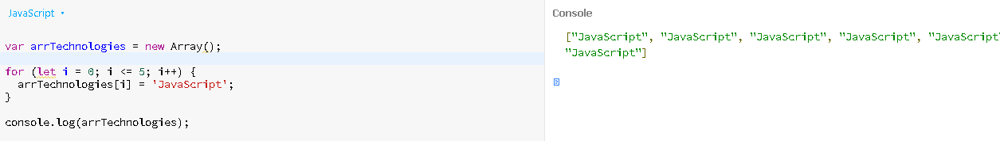 JavaScript
var arrTechnologies = new Array();
for (let i = 0; i <= 5; i++) {
arrTechnologies[i] = 'JavaScript';
}
console.log(arrTechnologies);
Console
["JavaScript", "JavaScript", "JavaScript", "JavaScript", "JavaScript
"JavaScript"]